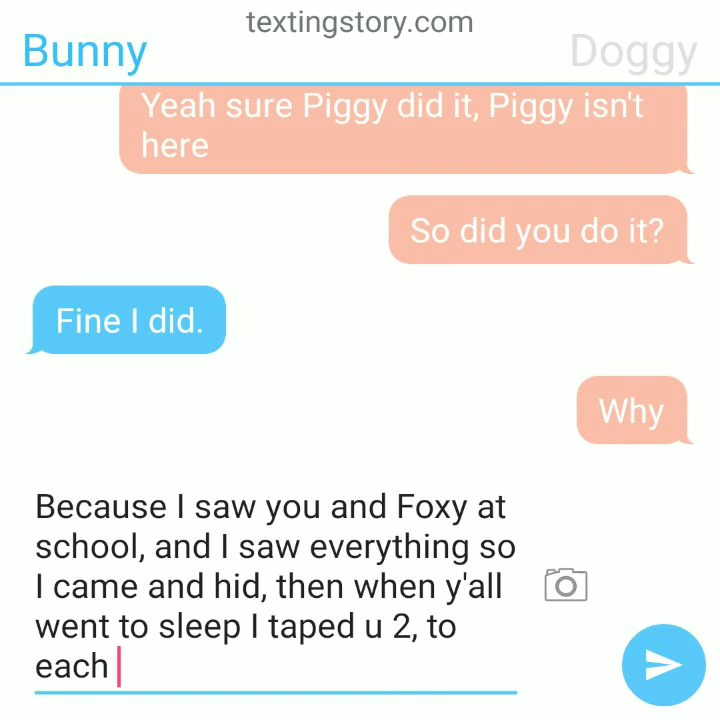 textingstory.com
Bunny
Doggy
Yeah sure Piggy did it, Piggy isn't
here
So did you do it?
Fine I did.
Why
Because I saw you and Foxy at
school, and I saw everything so
I came and hid, then when y'all
went to sleep I taped u 2, to
each